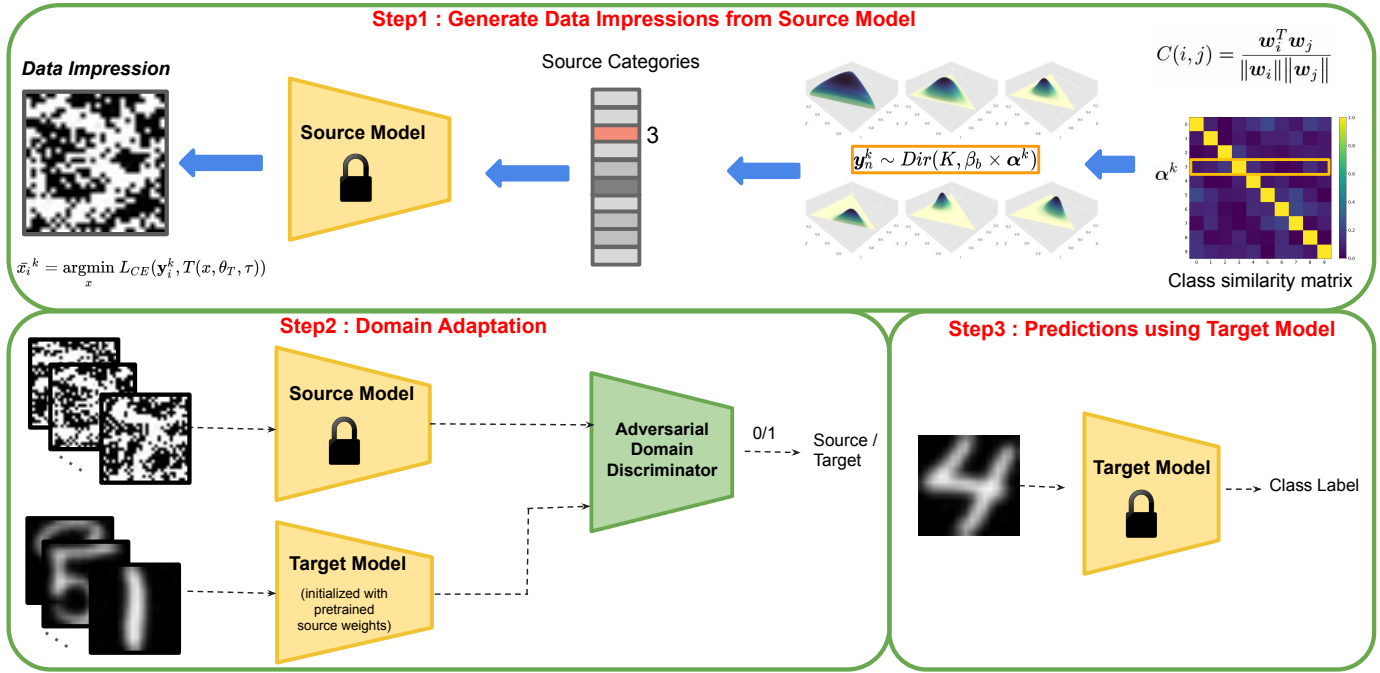 Step1 : Generate Data Impressions from Source Model
Data Impression
Source Model
Source Categories
3
y_n^k ∼ Dir(K, β_b × α^k)
C(i, j) = w_i^T w_j / ‖w_i‖‖w_j‖
α^k
Class similarity matrix
x̄_i^k = argmin_x L_CE(y_i^k, T(x, θ_T, τ))
Step2 : Domain Adaptation
Source Model
Adversarial
Domain
Discriminator
0/1
Source /
Target
Target Model
(initialized with
pretrained
source weights)
5
1
Step3 : Predictions using Target Model
4
Target Model
Class Label